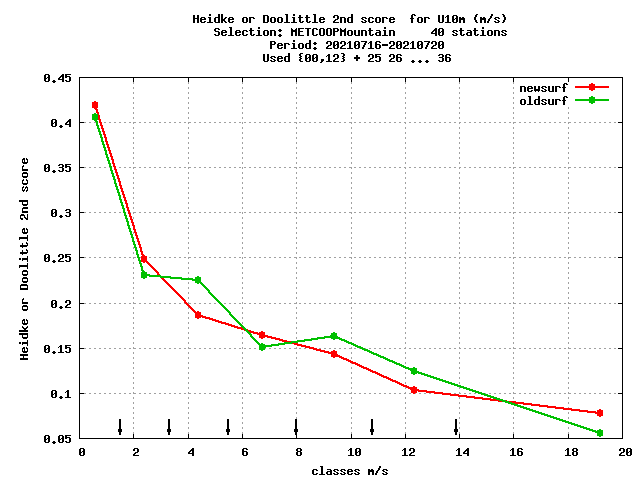 Heidke or Doolittle 2nd score  for U10m (m/s)
Selection: METCOOPMountain     40 stations
Period: 20210716-20210720
Used {00,12} + 25 26 ... 36
newsurf
oldsurf
Heidke or Doolittle 2nd score
0.45
0.4
0.35
0.3
0.25
0.2
0.15
0.1
0.05
0 2 4 6 8 10 12 14 16 18 20
classes m/s